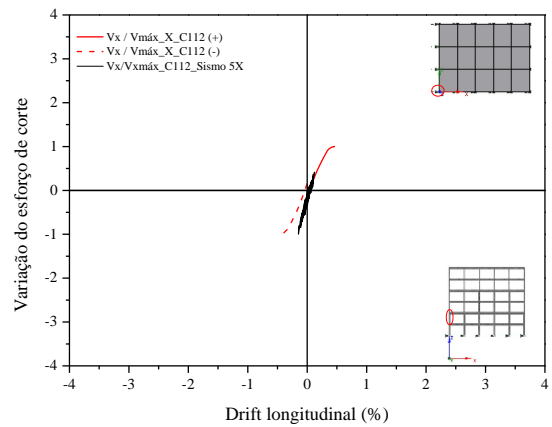 Vx / Vmáx_X_C112 (+)
Vx / Vmáx_X_C112 (-)
Vx/Vxmáx_C112_Sismo 5X
Variação do esforço de corte
4
3
2
1
0
-1
-2
-3
-4
-4 -3 -2 -1 0 1 2 3 4
Drift longitudinal (%)